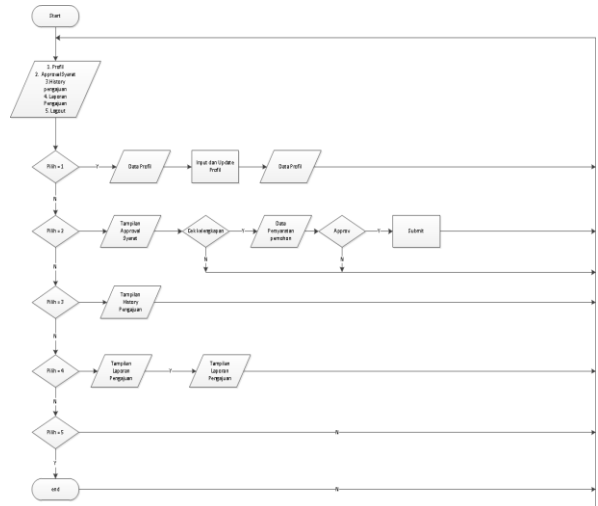 Start
1. Profil
2. Approval Syarat
3. History
pengajuan
4. Laporan
Pengajuan
5. Logout
Pilih = 1
Y
Data Profil
Input dan Update
Profil
Data Profil
N
Pilih = 2
Tampilan
Approval
Syarat
Cek kelengkapan
Y
Data
Persyaratan
pemohon
Approv
Y
Submit
N
N
N
Pilih = 3
Tampilan
History
Pengajuan
N
Pilih = 4
Tampilan
Laporan
Pengajuan
Y
Tampilan
Laporan
Pengajuan
N
Pilih = 5
N
Y
end
N